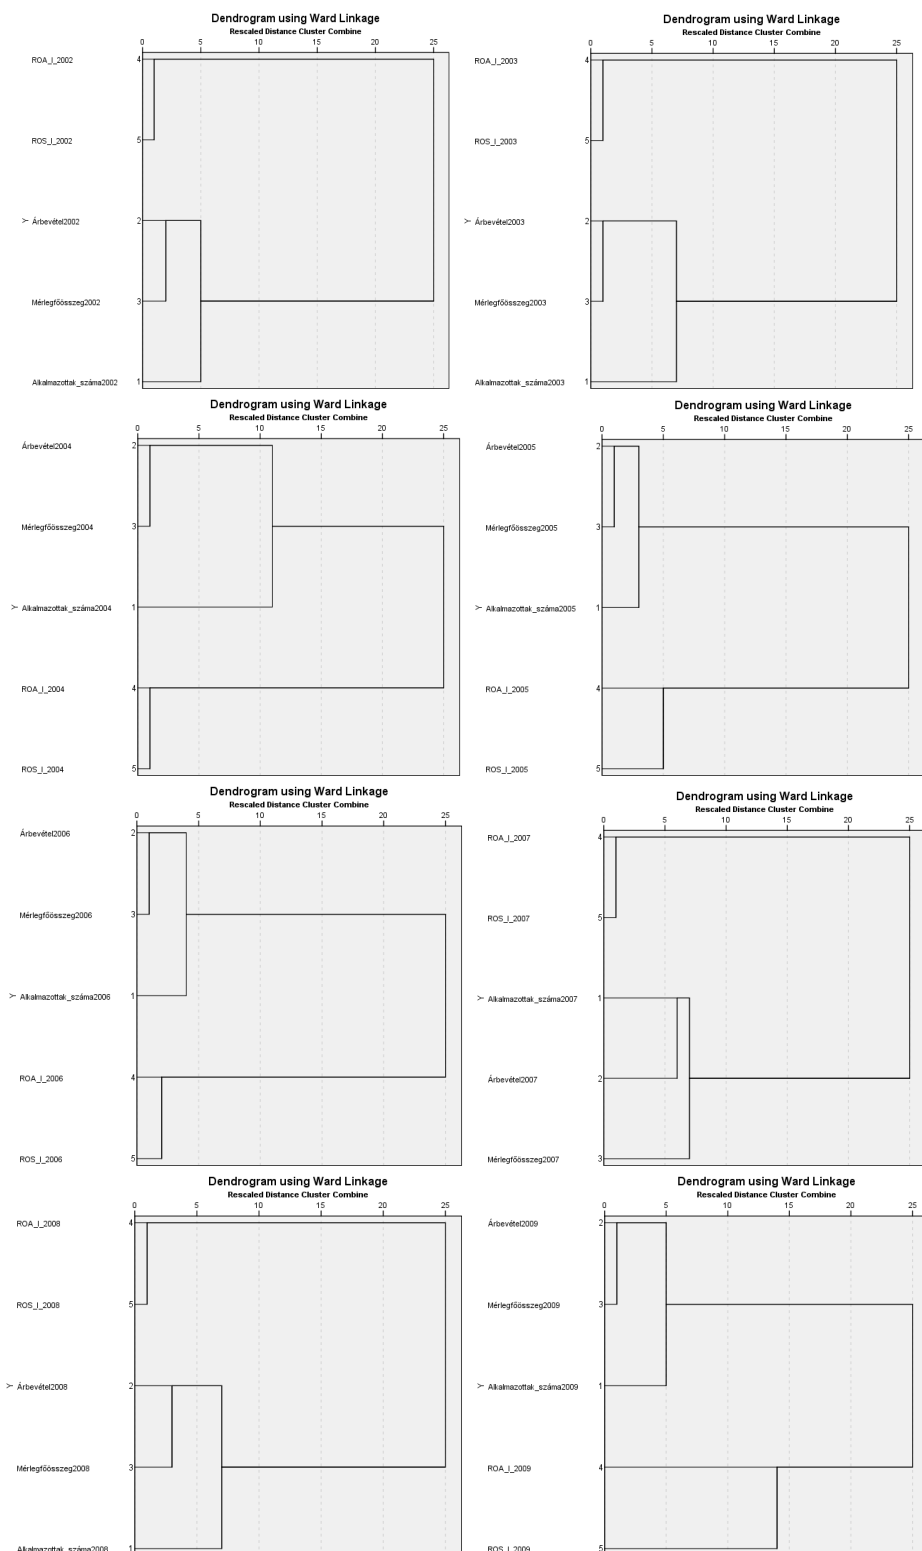 Dendrogram using Ward Linkage
Rescaled Distance Cluster Combine
0 5 10 15 20 25
ROA_I_2002 4
ROS_I_2002 5
Y Árbevétel2002 2
Mérlegfőösszeg2002 3
Alkalmazottak_száma2002 1
Dendrogram using Ward Linkage
Rescaled Distance Cluster Combine
0 5 10 15 20 25
ROA_I_2003 4
ROS_I_2003 5
Y Árbevétel2003 2
Mérlegfőösszeg2003 3
Alkalmazottak_száma2003 1
Dendrogram using Ward Linkage
Rescaled Distance Cluster Combine
0 5 10 15 20 25
Árbevétel2004 2
Mérlegfőösszeg2004 3
Y Alkalmazottak_száma2004 1
ROA_I_2004 4
ROS_I_2004 5
Dendrogram using Ward Linkage
Rescaled Distance Cluster Combine
0 5 10 15 20 25
Árbevétel2005 2
Mérlegfőösszeg2005 3
Y Alkalmazottak_száma2005 1
ROA_I_2005 4
ROS_I_2005 5
Dendrogram using Ward Linkage
Rescaled Distance Cluster Combine
0 5 10 15 20 25
Árbevétel2006 2
Mérlegfőösszeg2006 3
Y Alkalmazottak_száma2006 1
ROA_I_2006 4
ROS_I_2006 5
Dendrogram using Ward Linkage
Rescaled Distance Cluster Combine
0 5 10 15 20 25
ROA_I_2007 4
ROS_I_2007 5
Y Alkalmazottak_száma2007 1
Árbevétel2007 2
Mérlegfőösszeg2007 3
Dendrogram using Ward Linkage
Rescaled Distance Cluster Combine
0 5 10 15 20 25
ROA_I_2008 4
ROS_I_2008 5
Y Árbevétel2008 2
Mérlegfőösszeg2008 3
Alkalmazottak_száma2008 1
Dendrogram using Ward Linkage
Rescaled Distance Cluster Combine
0 5 10 15 20 25
Árbevétel2009 2
Mérlegfőösszeg2009 3
Y Alkalmazottak_száma2009 1
ROA_I_2009 4
ROS_I_2009 5